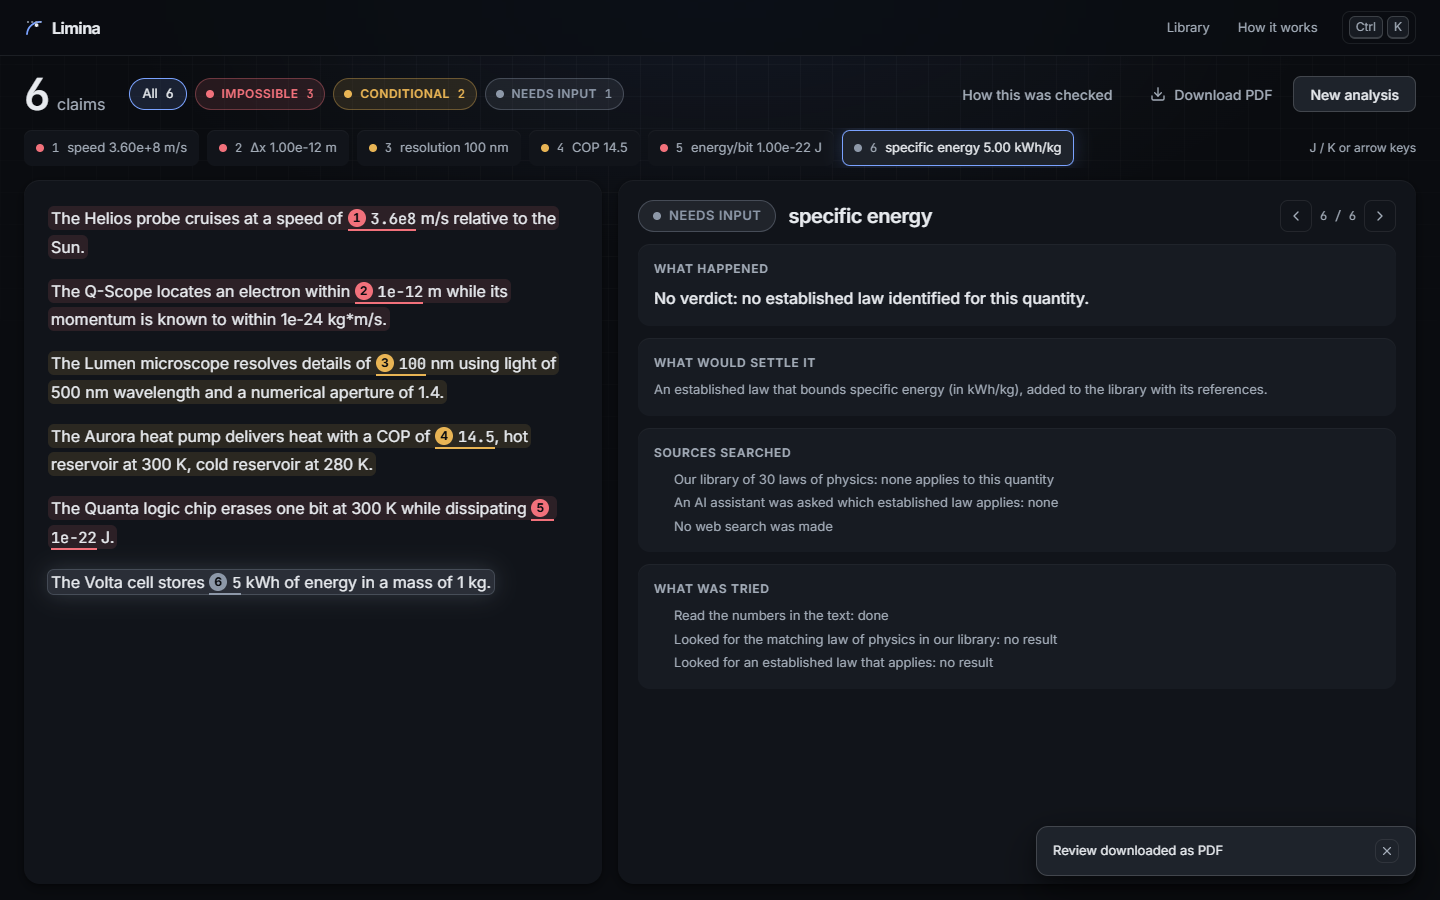 Limina
Library
How it works
Ctrl K
6 claims
All 6
IMPOSSIBLE 3
CONDITIONAL 2
NEEDS INPUT 1
How this was checked
Download PDF
New analysis
1 speed 3.60e+8 m/s
2 Δx 1.00e-12 m
3 resolution 100 nm
4 COP 14.5
5 energy/bit 1.00e-22 J
6 specific energy 5.00 kWh/kg
J / K or arrow keys
The Helios probe cruises at a speed of 1 3.6e8 m/s relative to the
Sun.
The Q-Scope locates an electron within 2 1e-12 m while its
momentum is known to within 1e-24 kg*m/s.
The Lumen microscope resolves details of 3 100 nm using light of
500 nm wavelength and a numerical aperture of 1.4.
The Aurora heat pump delivers heat with a COP of 4 14.5, hot
reservoir at 300 K, cold reservoir at 280 K.
The Quanta logic chip erases one bit at 300 K while dissipating 5
1e-22 J.
The Volta cell stores 6 5 kWh of energy in a mass of 1 kg.
NEEDS INPUT
specific energy
6 / 6
WHAT HAPPENED
No verdict: no established law identified for this quantity.
WHAT WOULD SETTLE IT
An established law that bounds specific energy (in kWh/kg), added to the library with its references.
SOURCES SEARCHED
Our library of 30 laws of physics: none applies to this quantity
An AI assistant was asked which established law applies: none
No web search was made
WHAT WAS TRIED
Read the numbers in the text: done
Looked for the matching law of physics in our library: no result
Looked for an established law that applies: no result
Review downloaded as PDF